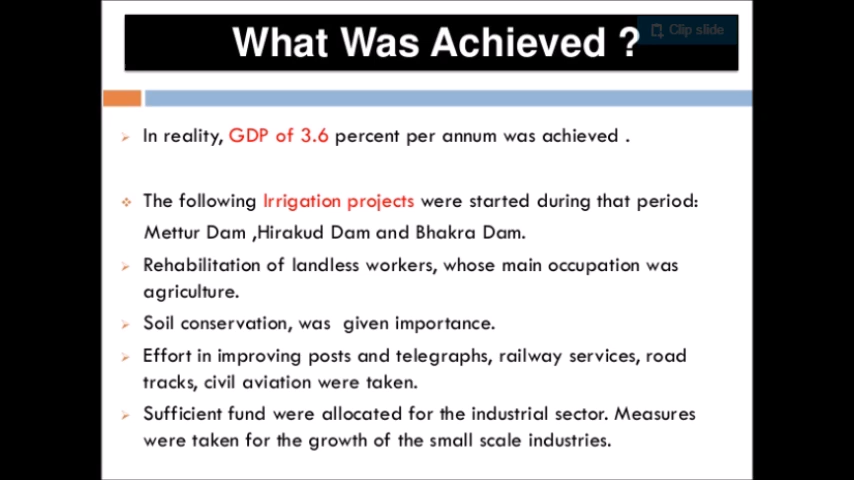 What Was Achieved ?
Clip slide
In reality, GDP of 3.6 percent per annum was achieved .
The following Irrigation projects were started during that period:
Mettur Dam ,Hirakud Dam and Bhakra Dam.
Rehabilitation of landless workers, whose main occupation was
agriculture.
Soil conservation, was given importance.
Effort in improving posts and telegraphs, railway services, road
tracks, civil aviation were taken.
Sufficient fund were allocated for the industrial sector. Measures
were taken for the growth of the small scale industries.